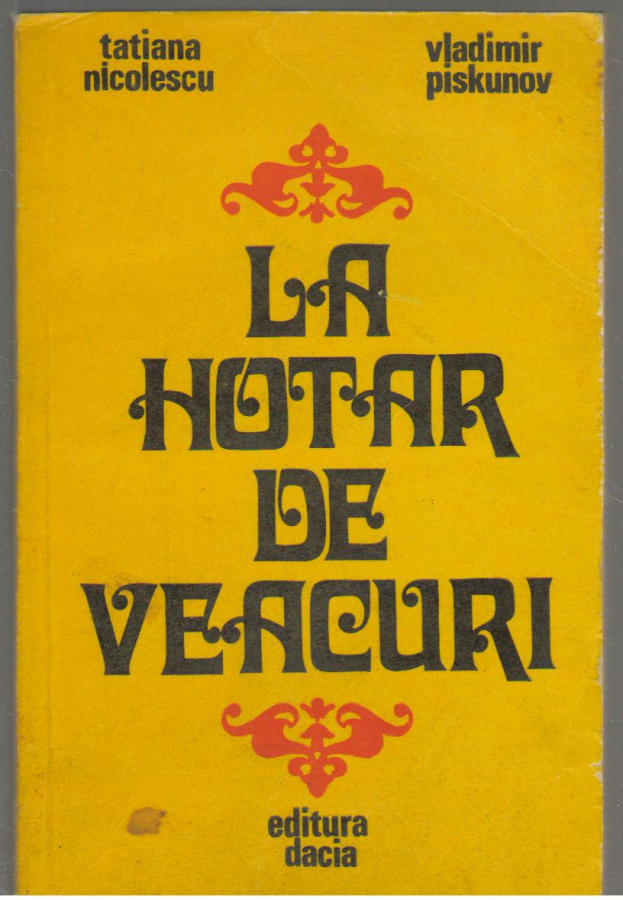 tatiana
nicolescu
vladimir
piskunov
LA
HOTAR
DE
VEACURI
editura
dacia